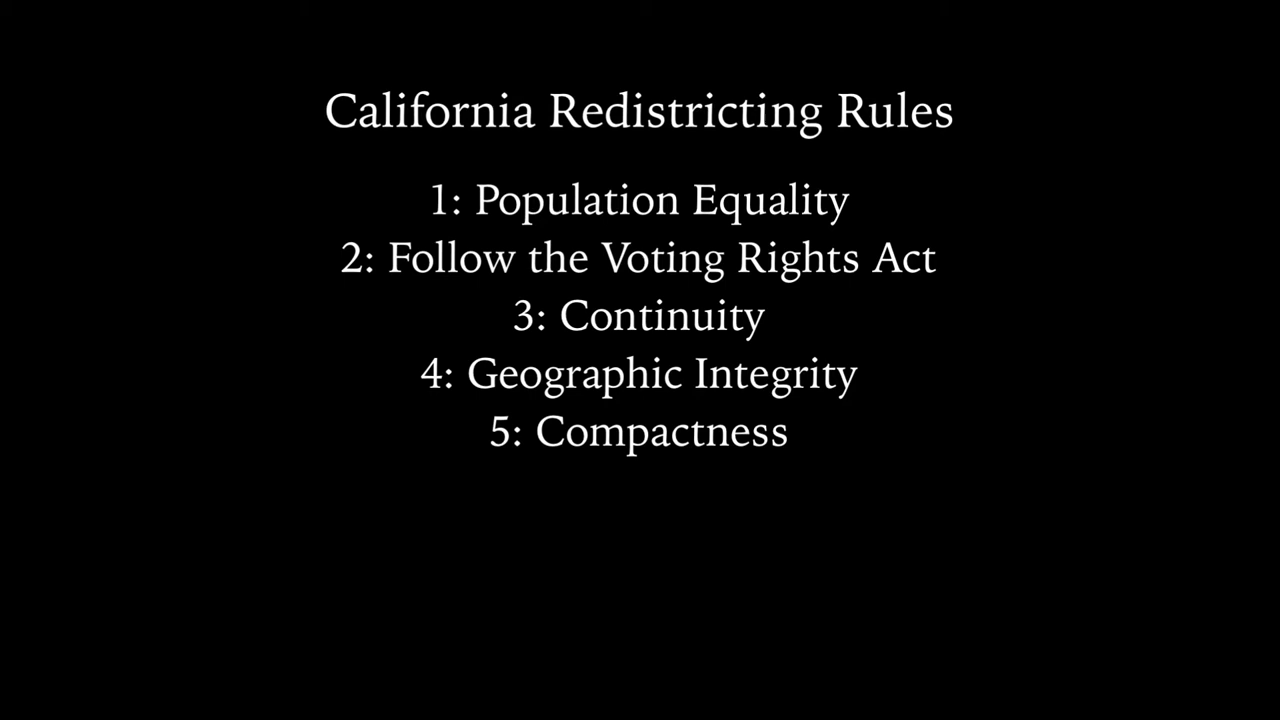 California Redistricting Rules
1: Population Equality
2: Follow the Voting Rights Act
3: Continuity
4: Geographic Integrity
5: Compactness